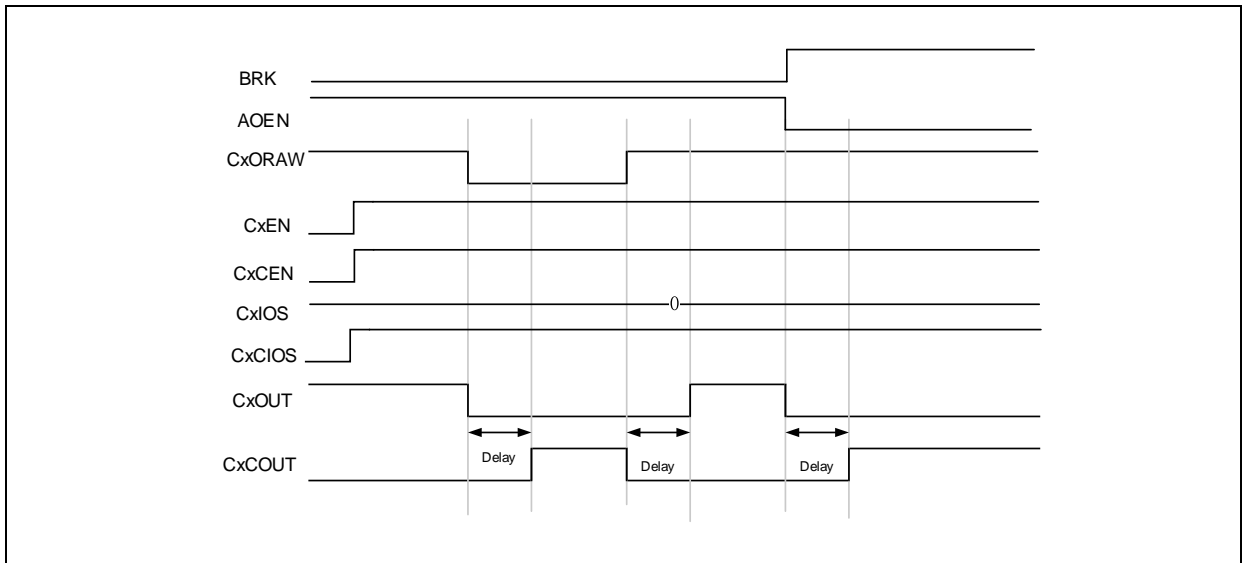 BRK
AOEN
CxORAW
CxEN
CxCEN
CxIOS
0
CxCIOS
CxOUT
CxCOUT
Delay
Delay
Delay